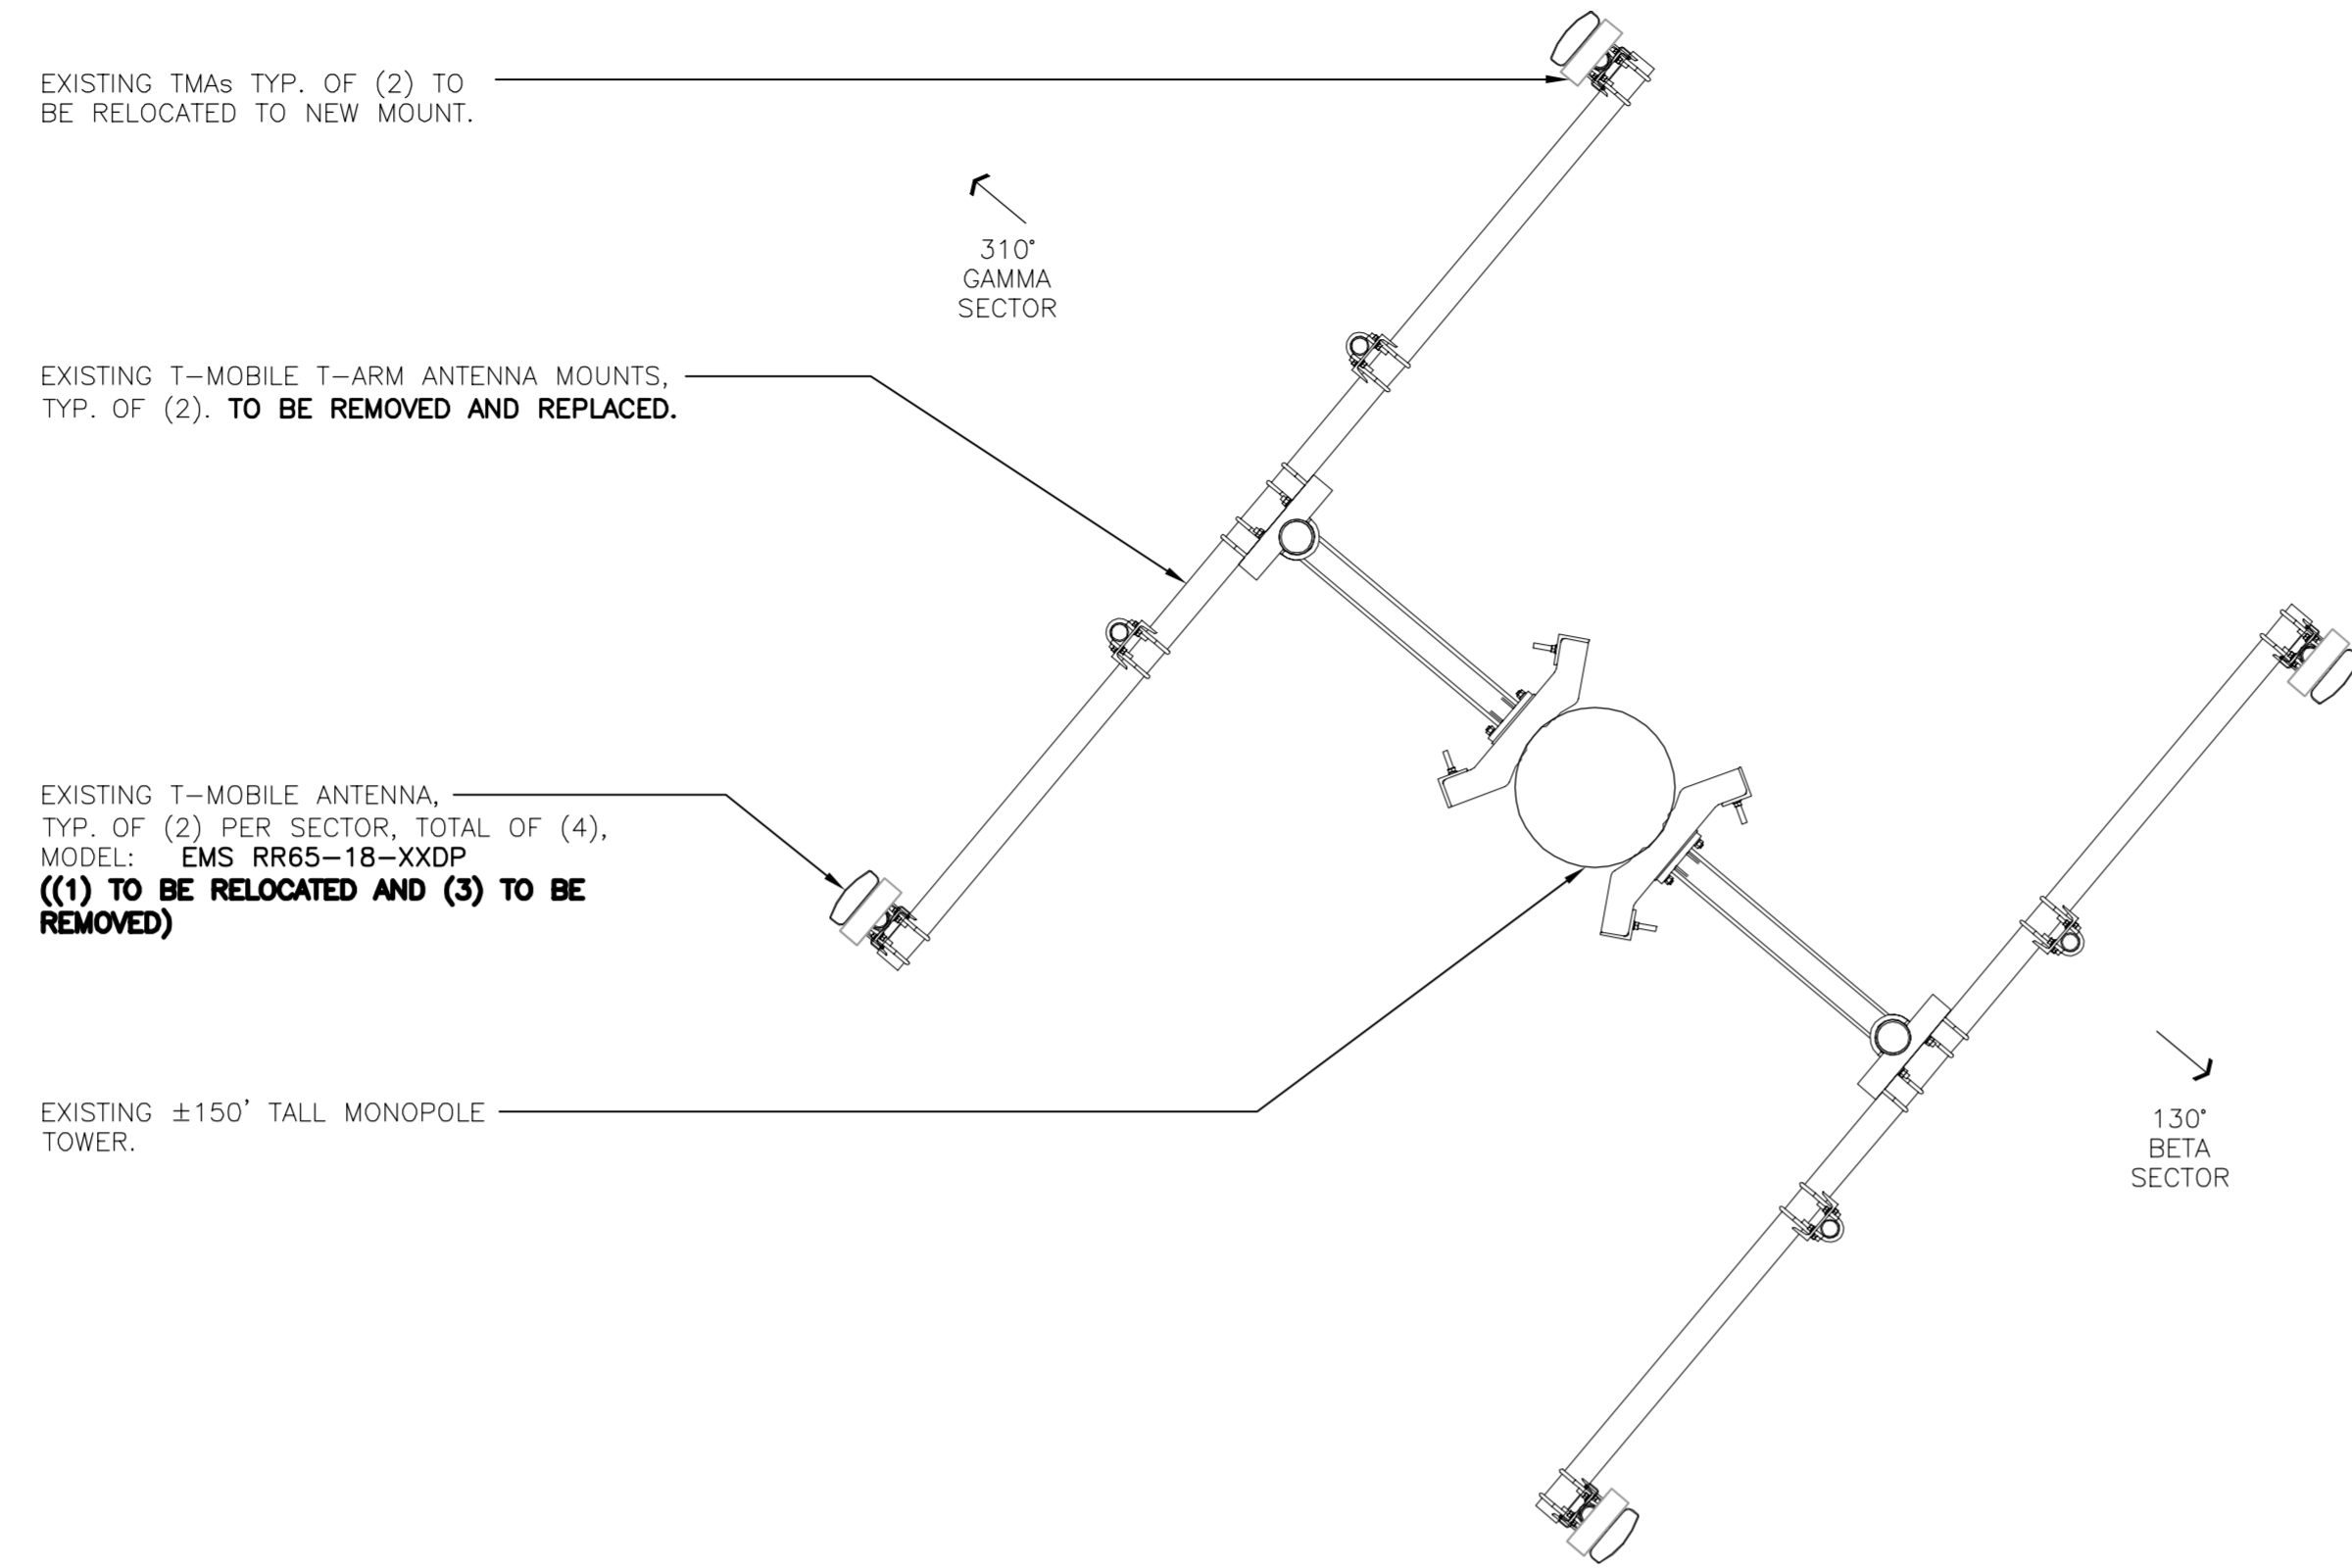 EXISTING TMAs TYP. OF (2) TO
BE RELOCATED TO NEW MOUNT.
310°
GAMMA
SECTOR
EXISTING T-MOBILE T-ARM ANTENNA MOUNTS,
TYP. OF (2). TO BE REMOVED AND REPLACED.
EXISTING T-MOBILE ANTENNA,
TYP. OF (2) PER SECTOR, TOTAL OF (4),
MODEL: EMS RR65-18-XXDP
((1) TO BE RELOCATED AND (3) TO BE
REMOVED)
EXISTING ±150' TALL MONOPOLE
TOWER.
130°
BETA
SECTOR